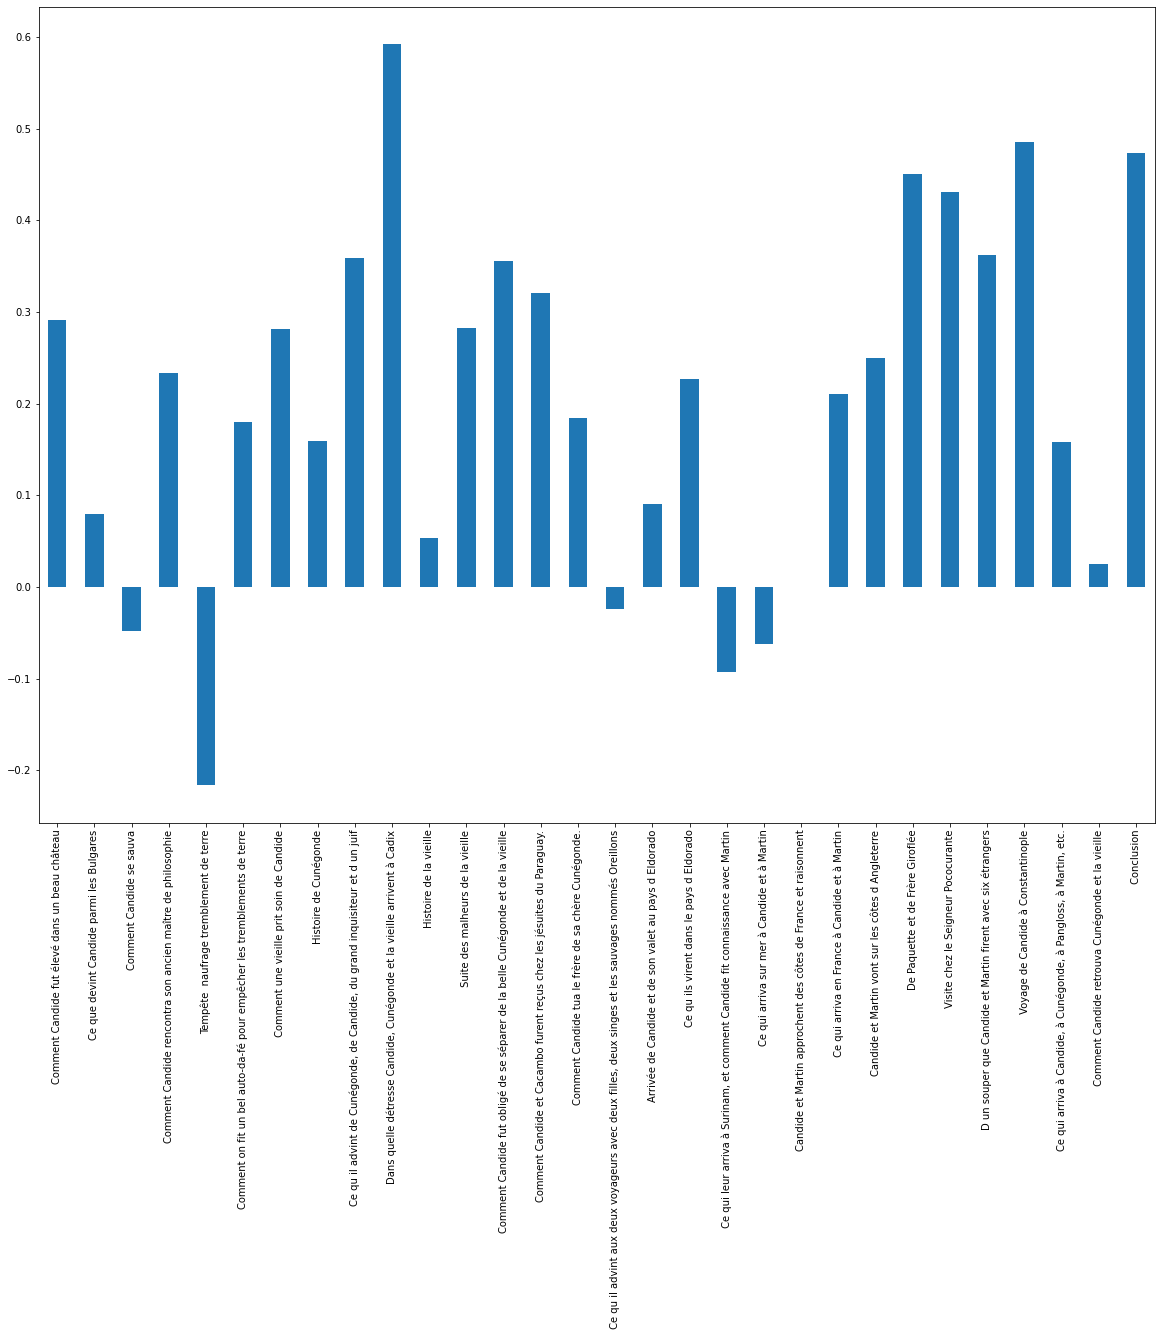 0.6
0.5
0.4
0.3
0.2
0.1
0.0
−0.1
−0.2
Comment Candide fut élevé dans un beau château
Ce que devint Candide parmi les Bulgares
Comment Candide se sauva
Comment Candide rencontra son ancien maître de philosophie
Tempête  naufrage tremblement de terre
Comment on fit un bel auto-da-fé pour empêcher les tremblements de terre
Comment une vieille prit soin de Candide
Histoire de Cunégonde
Ce qu il advint de Cunégonde, de Candide, du grand inquisiteur et d un juif
Dans quelle détresse Candide, Cunégonde et la vieille arrivent à Cadix
Histoire de la vieille
Suite des malheurs de la vieille
Comment Candide fut obligé de se séparer de la belle Cunégonde et de la vieille
Comment Candide et Cacambo furent reçus chez les jésuites du Paraguay.
Comment Candide tua le frère de sa chère Cunégonde.
Ce qu il advint aux deux voyageurs avec deux filles, deux singes et les sauvages nommés Oreillons
Arrivée de Candide et de son valet au pays d Eldorado
Ce qu ils virent dans le pays d Eldorado
Ce qui leur arriva à Surinam, et comment Candide fit connaissance avec Martin
Ce qui arriva sur mer à Candide et à Martin
Candide et Martin approchent des côtes de France et raisonnent
Ce qui arriva en France à Candide et à Martin
Candide et Martin vont sur les côtes d Angleterre
De Paquette et de Frère Giroflée
Visite chez le Seigneur Pococurante
D un souper que Candide et Martin firent avec six étrangers
Voyage de Candide à Constantinople
Ce qui arriva à Candide, à Cunégonde, à Pangloss, à Martin, etc.
Comment Candide retrouva Cunégonde et la vieille
Conclusion